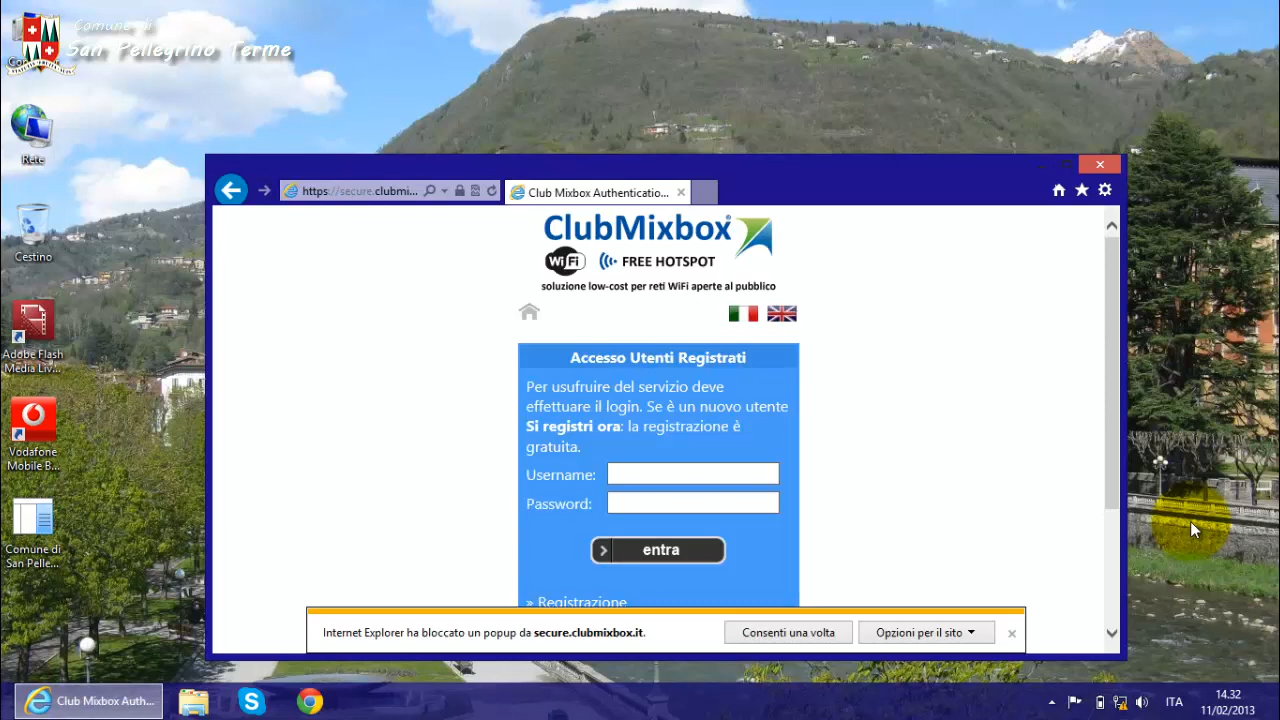 Comune di
San Pellegrino Terme
Rete
Cestino
Adobe Flash
Media Liv...
Vodafone
Mobile B...
Comune di
San Pelle...
https://secure.clubmi...
Club Mixbox Authenticatio...
ClubMixbox
WiFi FREE HOTSPOT
soluzione low-cost per reti WiFi aperte al pubblico
Accesso Utenti Registrati
Per usufruire del servizio deve
effettuare il login. Se è un nuovo utente
Si registri ora: la registrazione è
gratuita.
Username:
Password:
entra
» Registrazione
Internet Explorer ha bloccato un popup da secure.clubmixbox.it.
Consenti una volta
Opzioni per il sito
Club Mixbox Auth...
ITA
14.32
11/02/2013